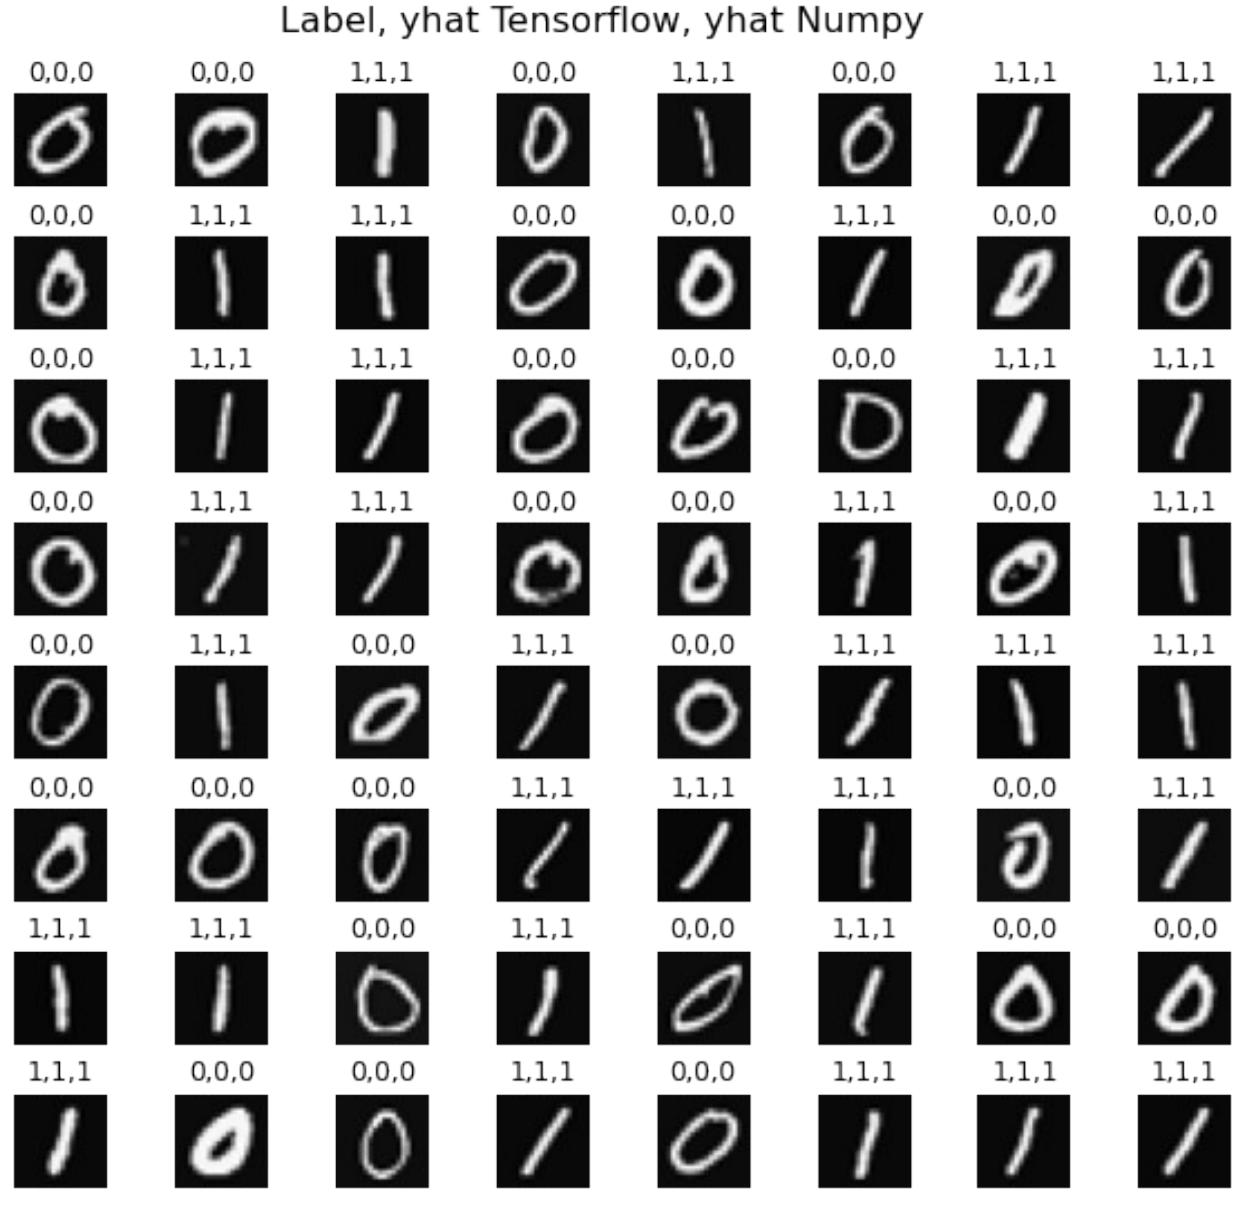 Label, yhat Tensorflow, yhat Numpy
0,0,0 0,0,0 1,1,1 0,0,0 1,1,1 0,0,0 1,1,1 1,1,1
0,0,0 1,1,1 1,1,1 0,0,0 0,0,0 1,1,1 0,0,0 0,0,0
0,0,0 1,1,1 1,1,1 0,0,0 0,0,0 0,0,0 1,1,1 1,1,1
0,0,0 1,1,1 1,1,1 0,0,0 0,0,0 1,1,1 0,0,0 1,1,1
0,0,0 1,1,1 0,0,0 1,1,1 0,0,0 1,1,1 1,1,1 1,1,1
0,0,0 0,0,0 0,0,0 1,1,1 1,1,1 1,1,1 0,0,0 1,1,1
1,1,1 1,1,1 0,0,0 1,1,1 0,0,0 1,1,1 0,0,0 0,0,0
1,1,1 0,0,0 0,0,0 1,1,1 0,0,0 1,1,1 1,1,1 1,1,1